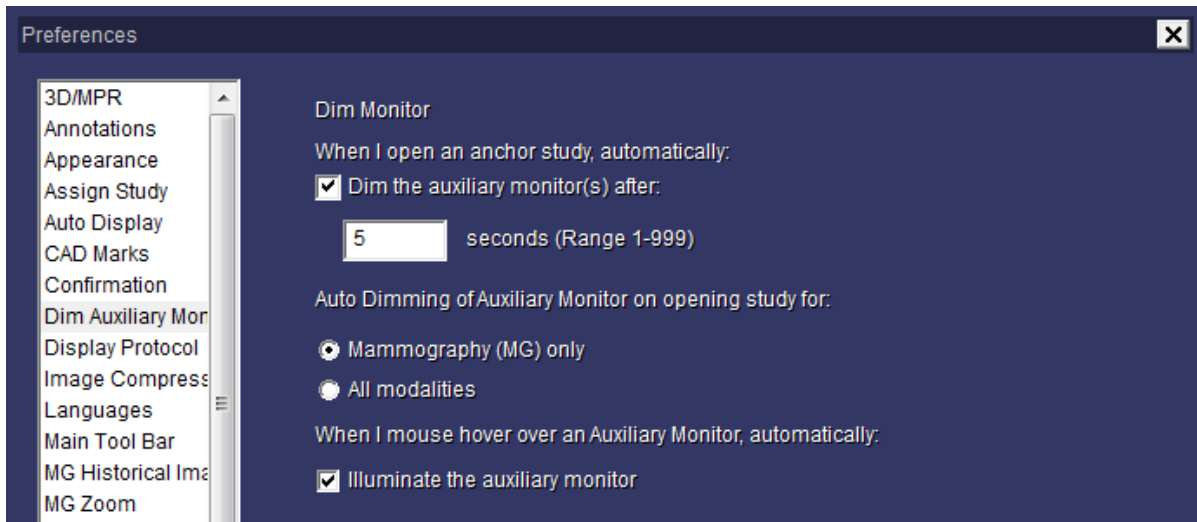 Preferences
3D/MPR
Annotations
Appearance
Assign Study
Auto Display
CAD Marks
Confirmation
Dim Auxiliary Mon
Display Protocol
Image Compress
Languages
Main Tool Bar
MG Historical Ima
MG Zoom
Dim Monitor
When I open an anchor study, automatically:
Dim the auxiliary monitor(s) after:
5 seconds (Range 1-999)
Auto Dimming of Auxiliary Monitor on opening study for:
Mammography (MG) only
All modalities
When I mouse hover over an Auxiliary Monitor, automatically:
Illuminate the auxiliary monitor